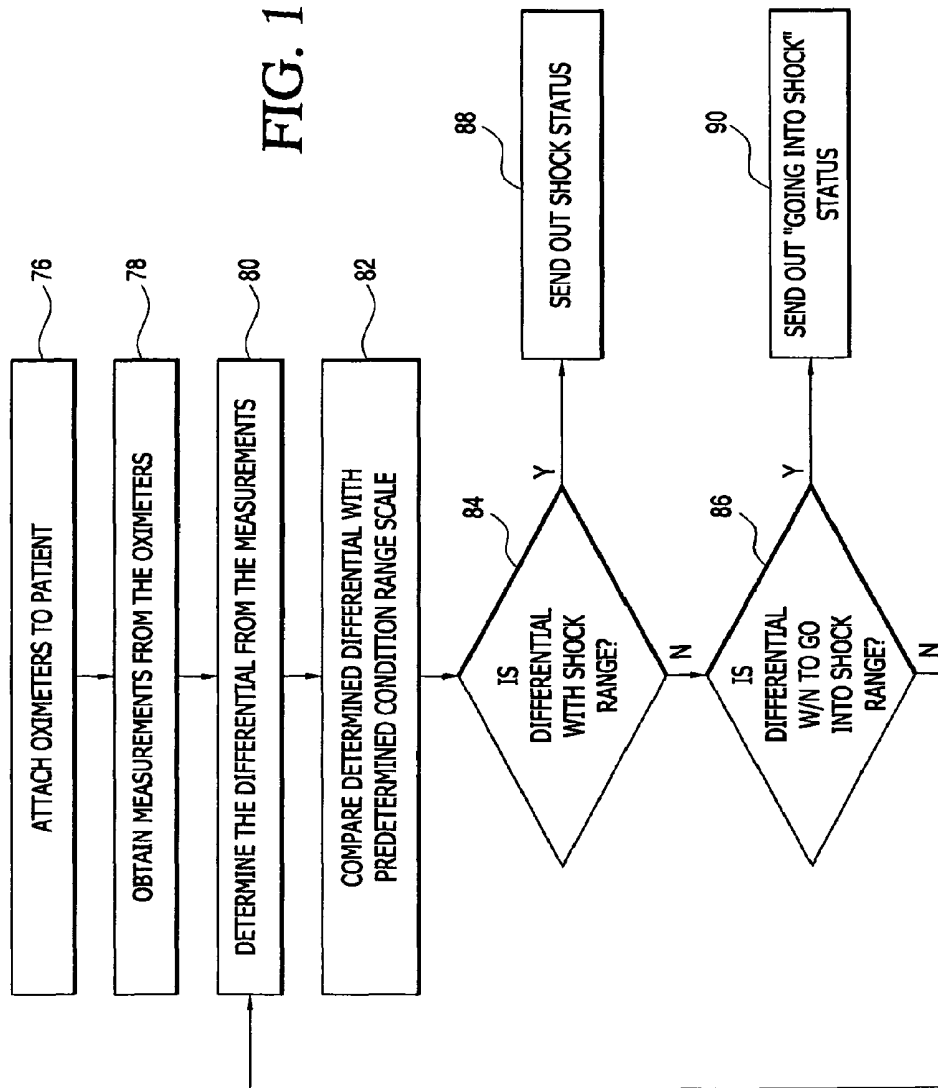 FIG. 1
ATTACH OXIMETERS TO PATIENT
76
OBTAIN MEASUREMENTS FROM THE OXIMETERS
78
DETERMINE THE DIFFERENTIAL FROM THE MEASUREMENTS
80
COMPARE DETERMINED DIFFERENTIAL WITH
PREDETERMINED CONDITION RANGE SCALE
82
IS
DIFFERENTIAL
WITH SHOCK
RANGE?
84
Y
N
SEND OUT SHOCK STATUS
88
IS
DIFFERENTIAL
W/N TO GO
INTO SHOCK
RANGE?
86
Y
N
SEND OUT "GOING INTO SHOCK"
STATUS
90